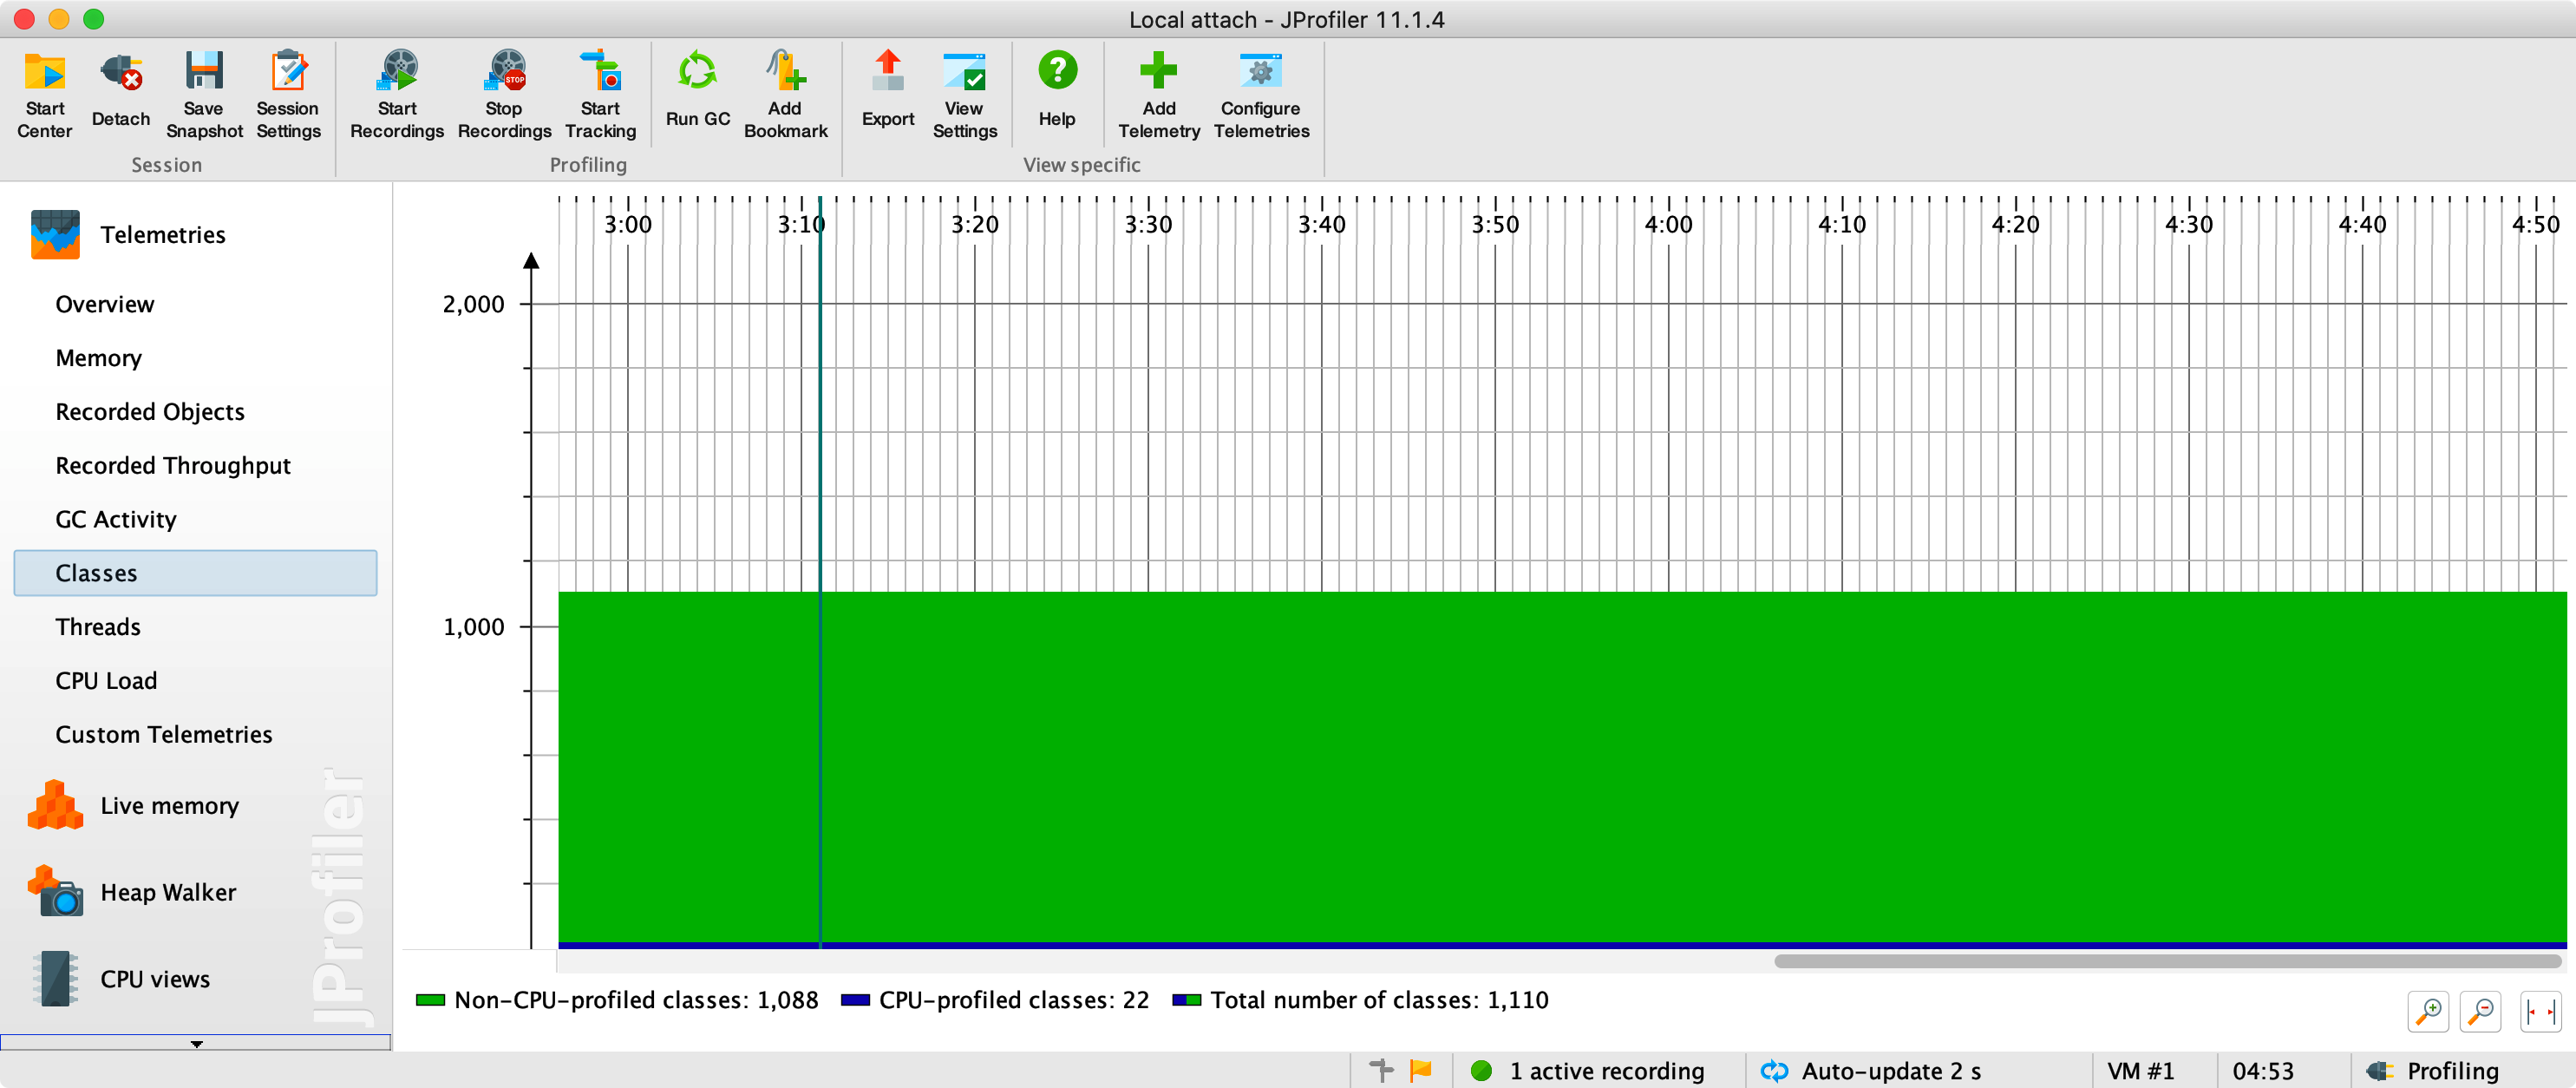 Local attach - JProfiler 11.1.4
Start Center
Detach
Save Snapshot
Session Settings
Start Recordings
Stop Recordings
Start Tracking
Run GC
Add Bookmark
Export
View Settings
Help
Add Telemetry
Configure Telemetries
Session
Profiling
View specific
STOP
Telemetries
Overview
Memory
Recorded Objects
Recorded Throughput
GC Activity
Classes
Threads
CPU Load
Custom Telemetries
Live memory
Heap Walker
CPU views
JProfiler
3:00 3:10 3:20 3:30 3:40 3:50 4:00 4:10 4:20 4:30 4:40 4:50
2,000
1,000
Non-CPU-profiled classes: 1,088 CPU-profiled classes: 22 Total number of classes: 1,110
1 active recording Auto-update 2 s VM #1 04:53 Profiling